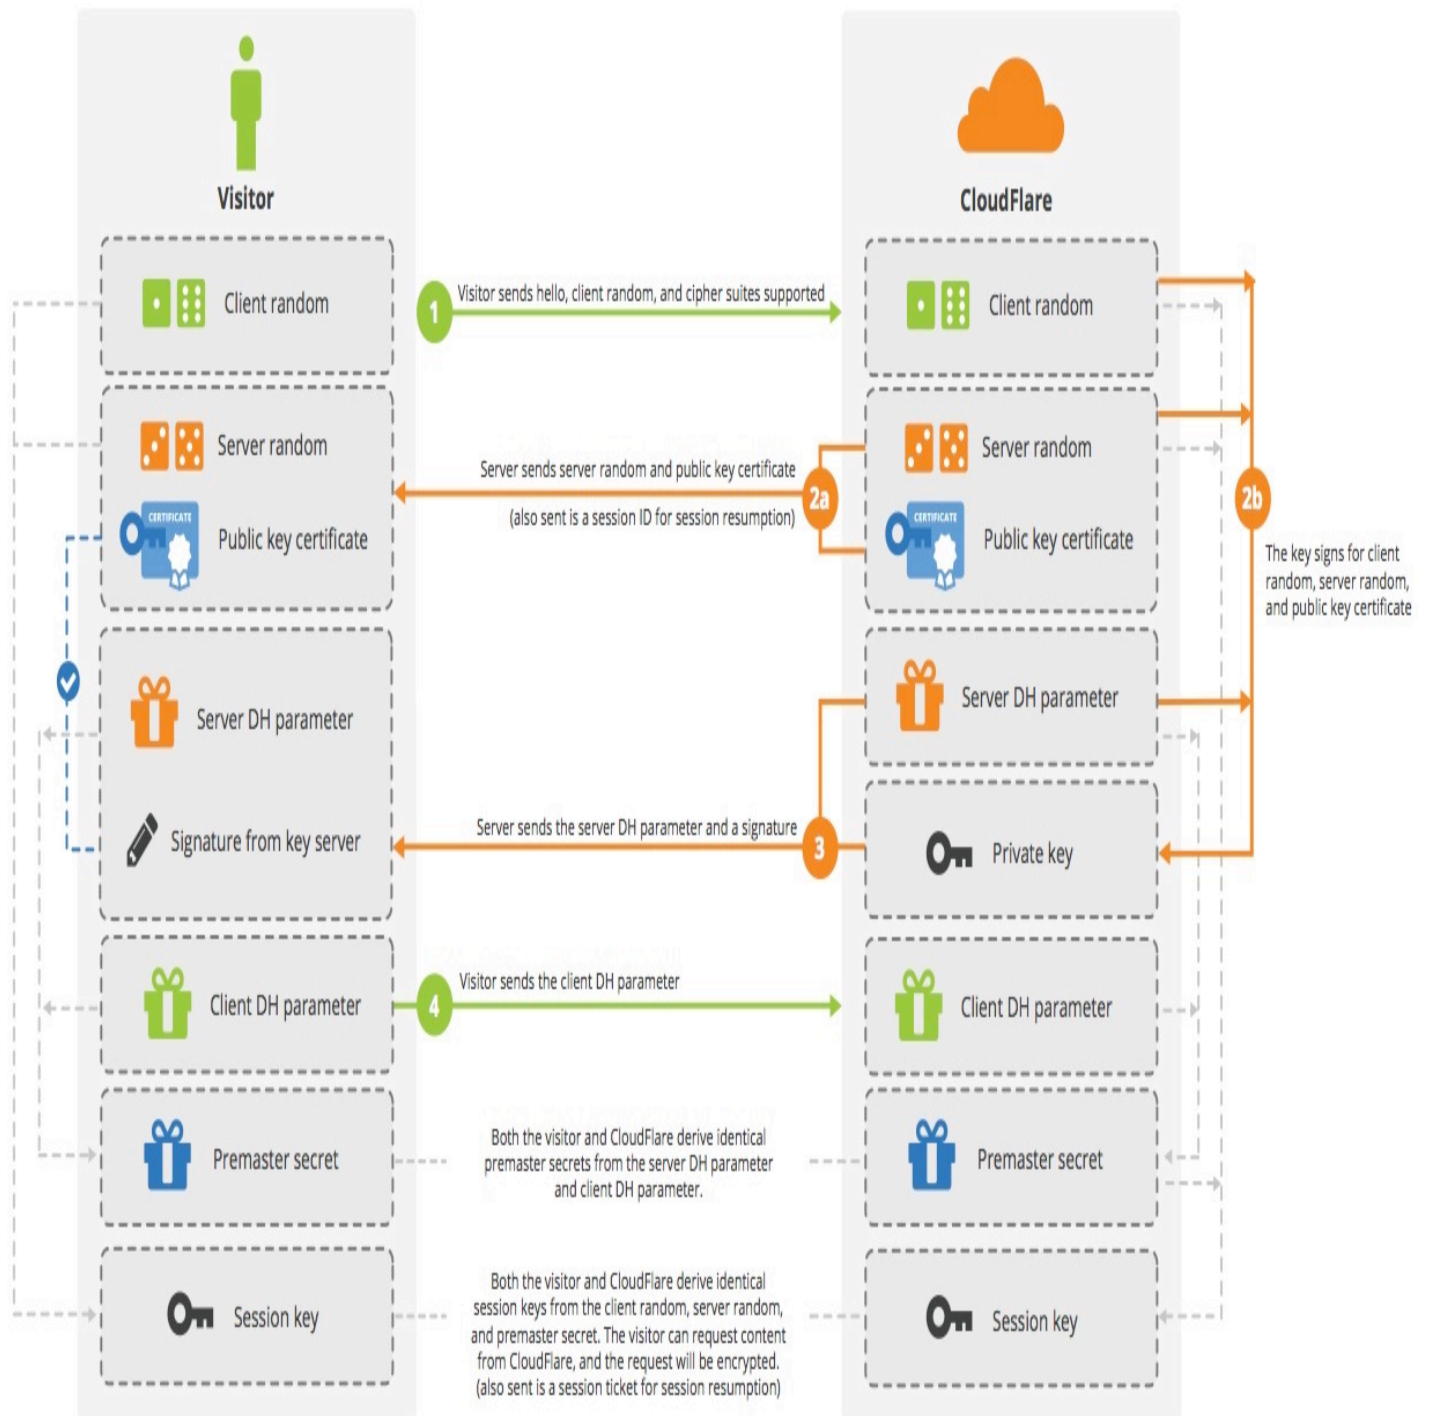 Visitor
CloudFlare
Client random
1
Visitor sends hello, client random, and cipher suites supported
Client random
Server random
CERTIFICATE
Public key certificate
Server sends server random and public key certificate
(also sent is a session ID for session resumption)
2a
Server random
CERTIFICATE
Public key certificate
2b
The key signs for client
random, server random,
and public key certificate
Server DH parameter
Signature from key server
Server sends the server DH parameter and a signature
3
Server DH parameter
Private key
Client DH parameter
4
Visitor sends the client DH parameter
Client DH parameter
Premaster secret
Both the visitor and CloudFlare derive identical
premaster secrets from the server DH parameter
and client DH parameter.
Premaster secret
Session key
Both the visitor and CloudFlare derive identical
session keys from the client random, server random,
and premaster secret. The visitor can request content
from CloudFlare, and the request will be encrypted.
(also sent is a session ticket for session resumption)
Session key